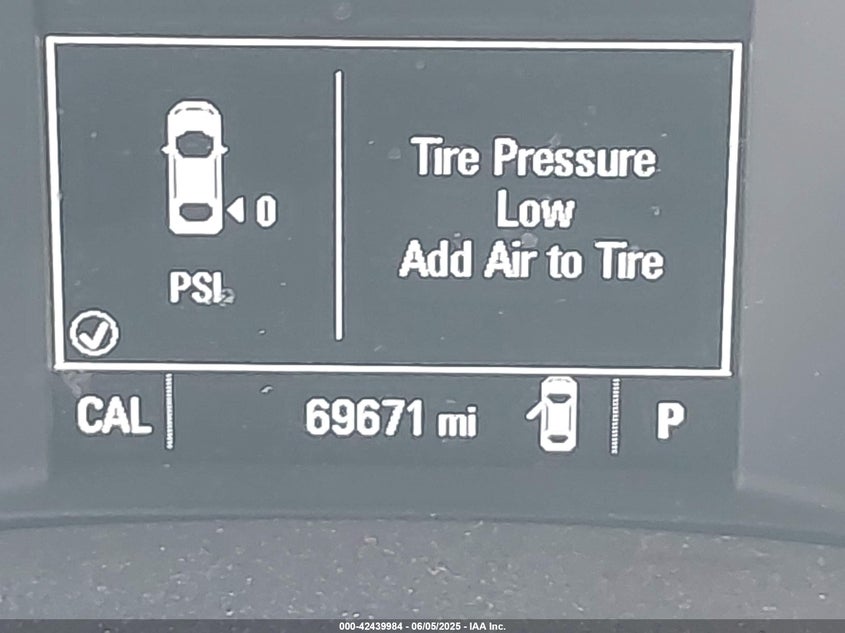 0
PSI
Tire Pressure
Low
Add Air to Tire
CAL
69671 mi
P
000-42439984 - 06/05/2025 - IAA Inc.